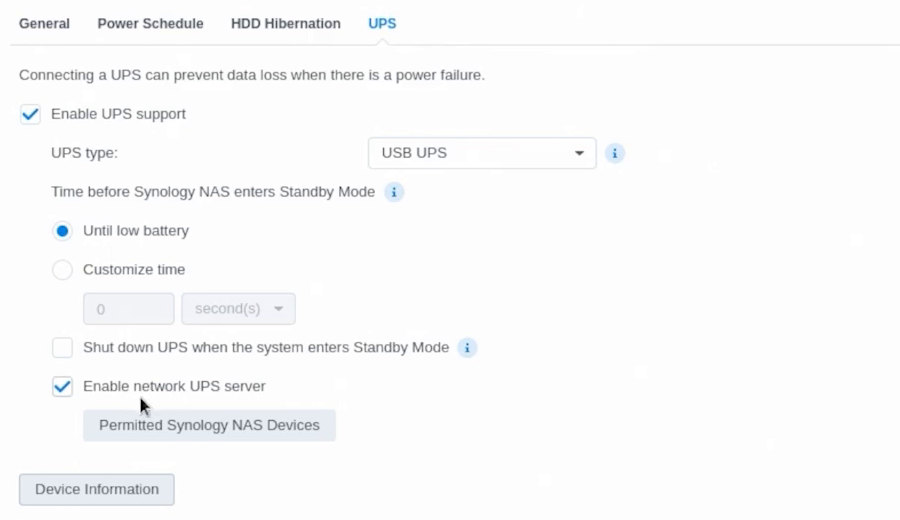 General Power Schedule HDD Hibernation UPS
Connecting a UPS can prevent data loss when there is a power failure.
Enable UPS support
UPS type: USB UPS i
Time before Synology NAS enters Standby Mode i
Until low battery
Customize time
0 second(s)
Shut down UPS when the system enters Standby Mode i
Enable network UPS server
Permitted Synology NAS Devices
Device Information